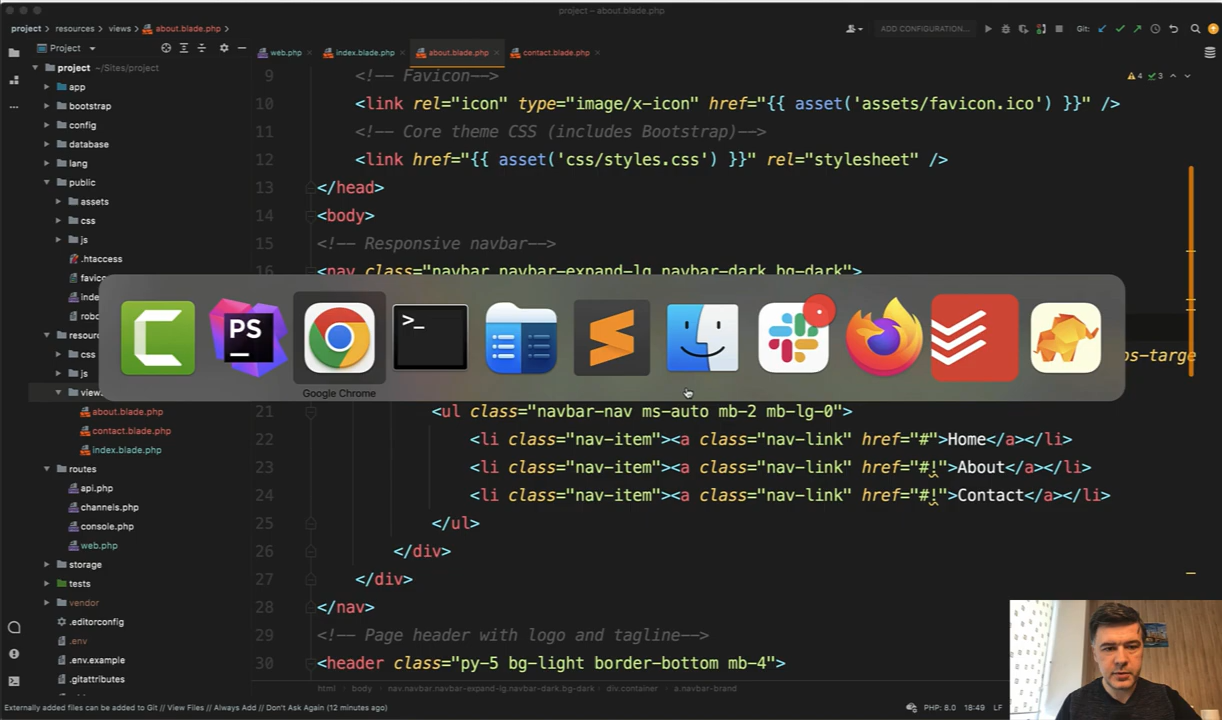 project – about.blade.php
project › resources › views › about.blade.php
ADD CONFIGURATION...
Git:
Project
web.php
index.blade.php
about.blade.php
contact.blade.php
4
3
project ~/Sites/project
app
bootstrap
config
database
lang
public
assets
css
js
.htaccess
index
css
js
about.blade.php
contact.blade.php
index.blade.php
routes
api.php
channels.php
console.php
web.php
storage
tests
vendor
.editorconfig
.env
.env.example
.gitattributes
9 <!-- Favicon-->
10 <link rel="icon" type="image/x-icon" href="{{ asset('assets/favicon.ico') }}" />
11 <!-- Core theme CSS (includes Bootstrap)-->
12 <link href="{{ asset('css/styles.css') }}" rel="stylesheet" />
13 </head>
14 <body>
15 <!-- Responsive navbar-->
16 <nav class="navbar navbar-expand-lg navbar-dark bg-dark">
PS
>_
Google Chrome
bs-targe
21 <ul class="navbar-nav ms-auto mb-2 mb-lg-0">
22 <li class="nav-item"><a class="nav-link" href="#">Home</a></li>
23 <li class="nav-item"><a class="nav-link" href="#!">About</a></li>
24 <li class="nav-item"><a class="nav-link" href="#!">Contact</a></li>
25 </ul>
26 </div>
27 </div>
28 </nav>
29 <!-- Page header with logo and tagline-->
30 <header class="py-5 bg-light border-bottom mb-4">
html › body › nav.navbar.navbar-expand-lg.navbar-dark.bg-dark › div.container › a.navbar-brand
Externally added files can be added to Git // View Files // Always Add // Don't Ask Again (12 minutes ago)
PHP: 8.0 18:49 LF